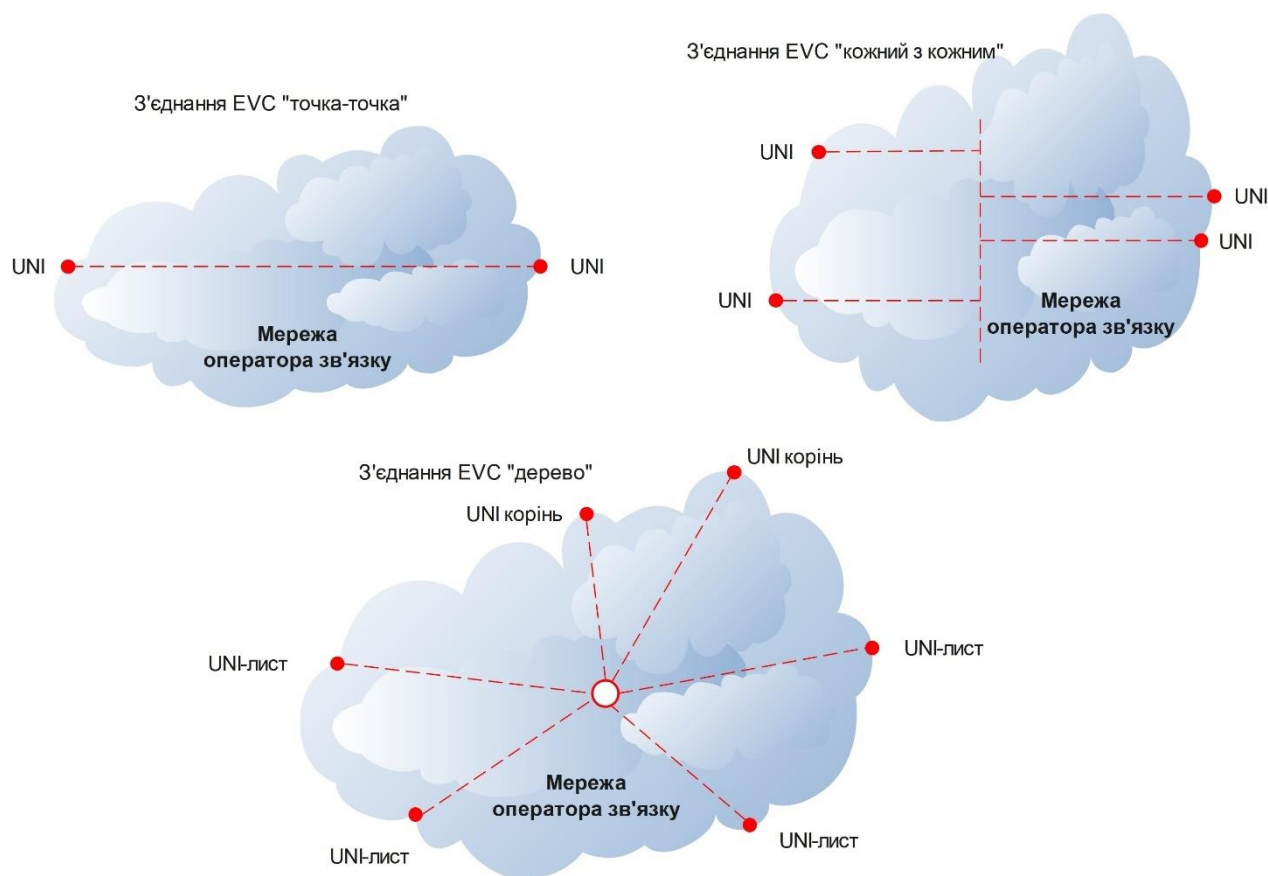 З'єднання EVC "точка-точка"
UNI
UNI
Мережа
оператора зв'язку
З'єднання EVC "кожний з кожним"
UNI
UNI
UNI
UNI
Мережа
оператора зв'язку
З'єднання EVC "дерево"
UNI корінь
UNI корінь
UNI-лист
UNI-лист
Мережа
оператора зв'язку
UNI-лист
UNI-лист